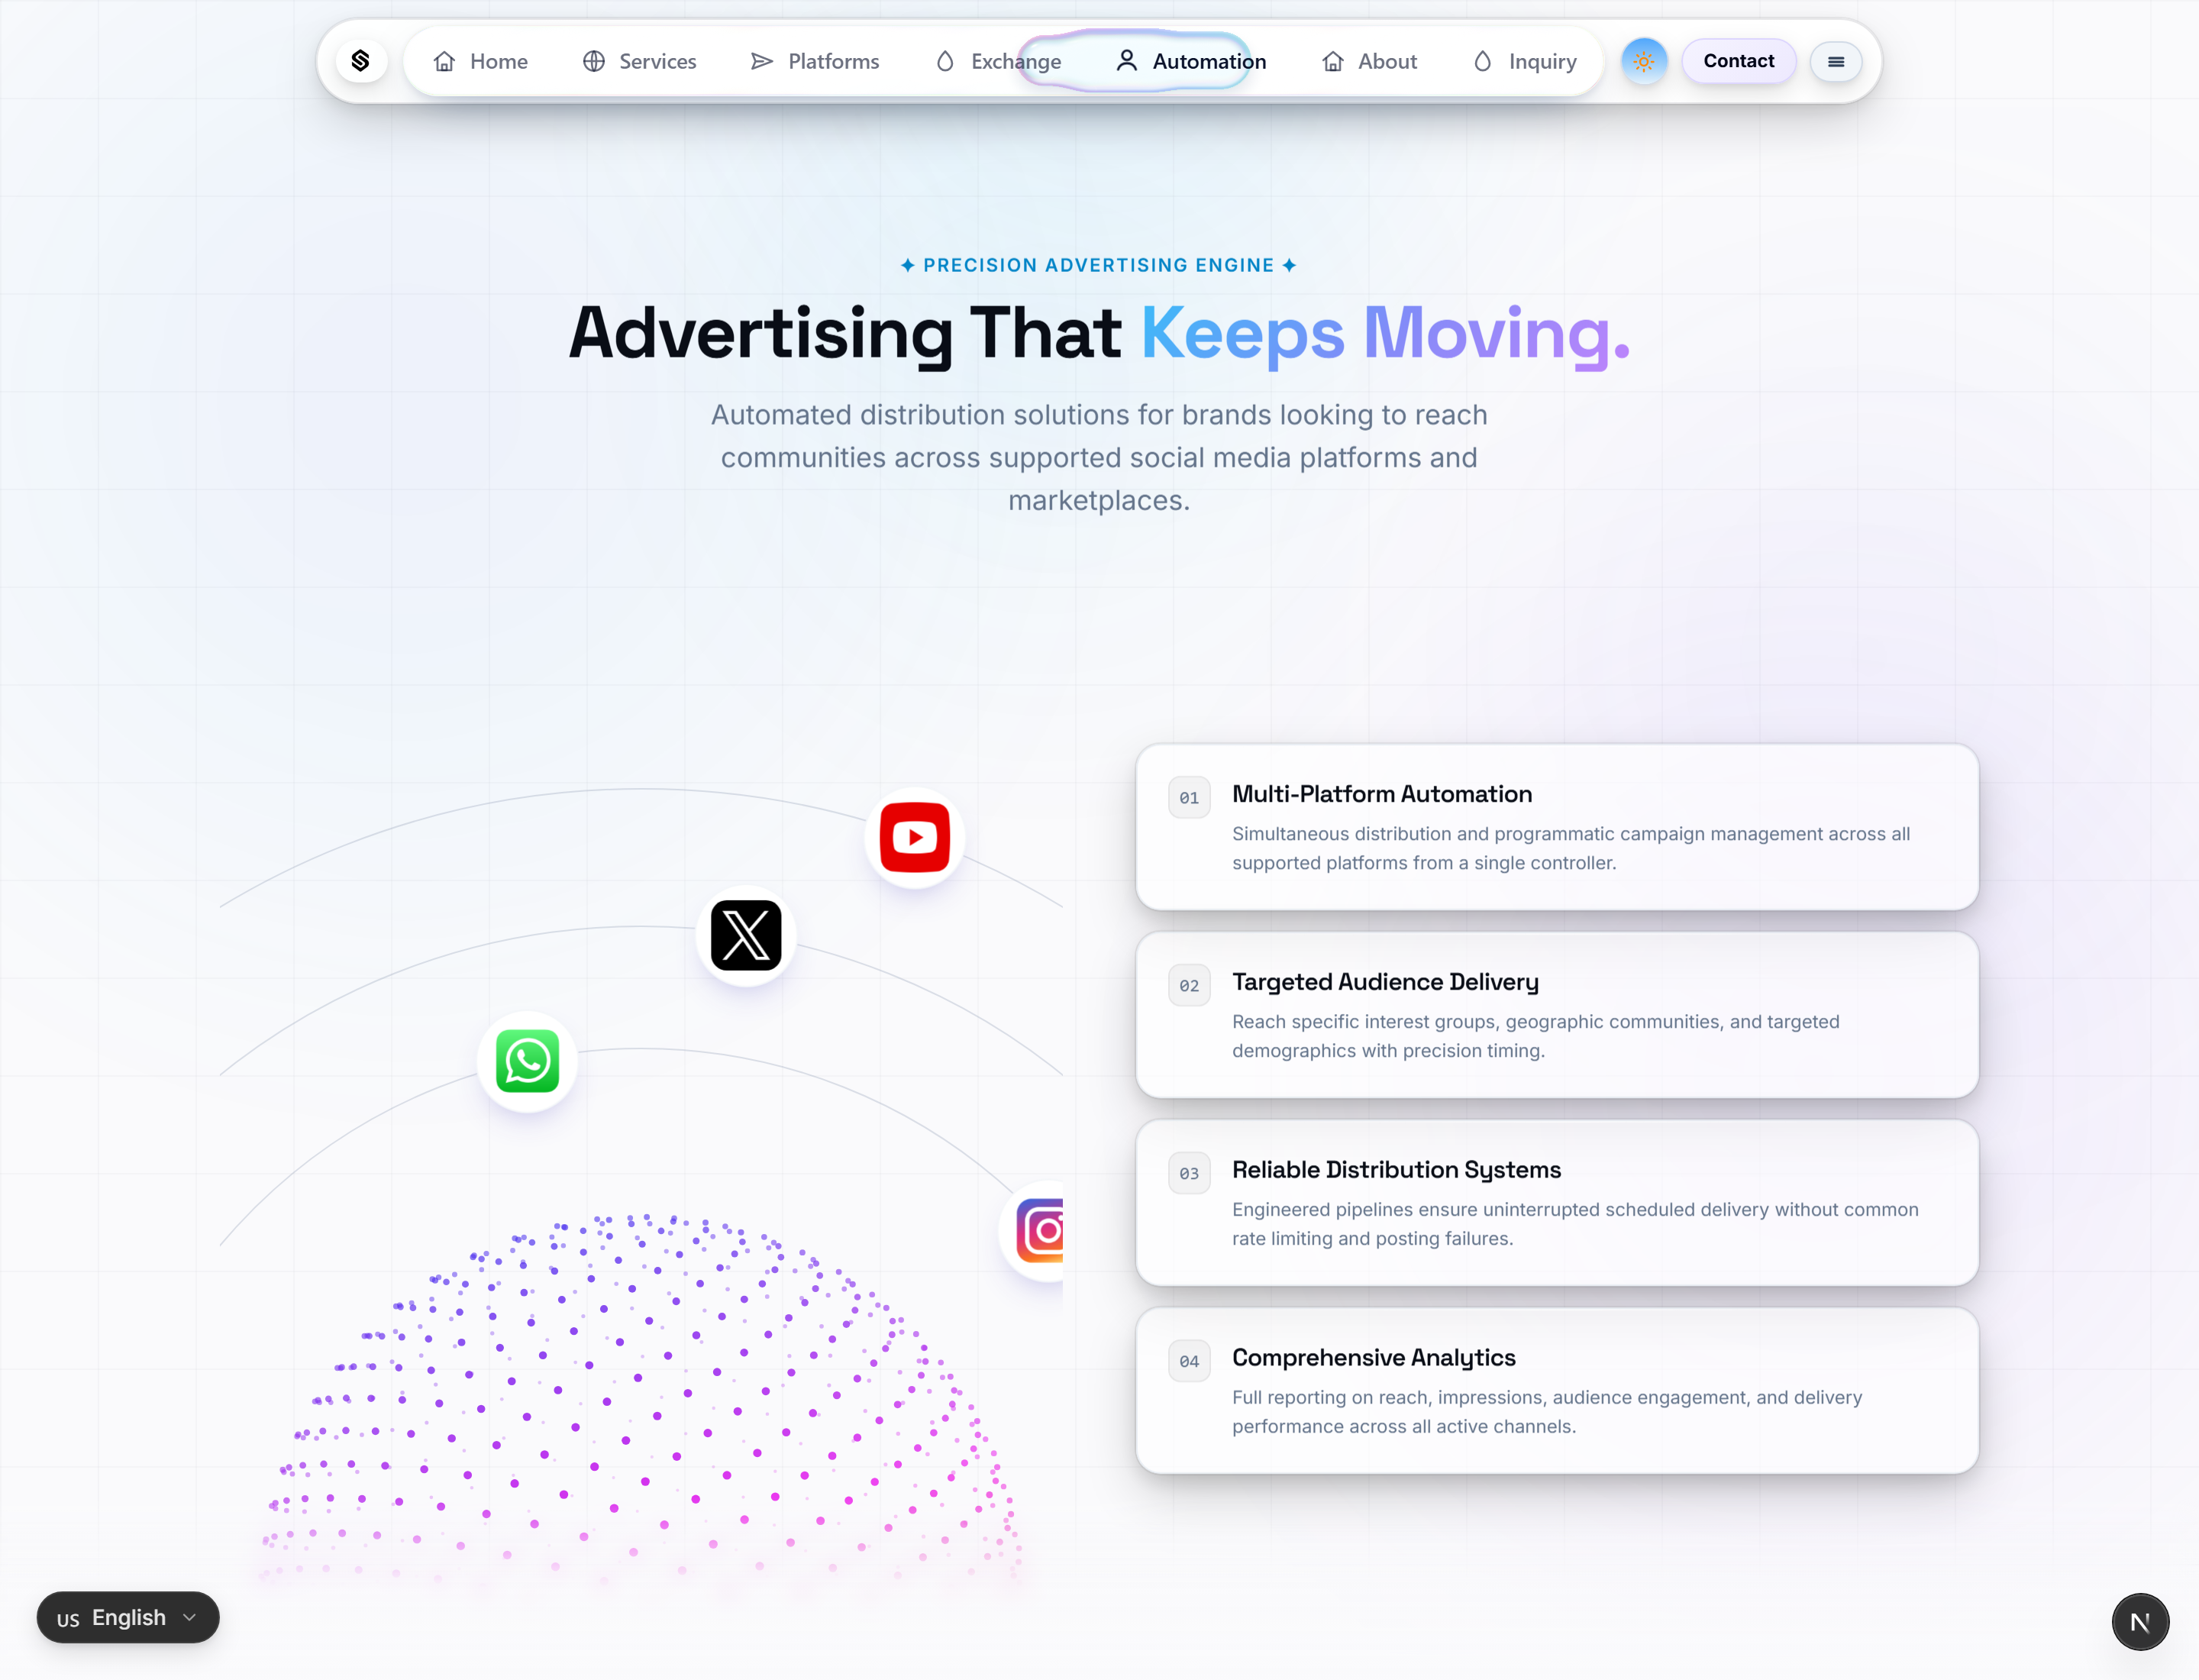 Home
Services
Platforms
Exchange
Automation
About
Inquiry
Contact
✦ PRECISION ADVERTISING ENGINE ✦
Advertising That Keeps Moving.
Automated distribution solutions for brands looking to reach
communities across supported social media platforms and
marketplaces.
01
Multi-Platform Automation
Simultaneous distribution and programmatic campaign management across all
supported platforms from a single controller.
02
Targeted Audience Delivery
Reach specific interest groups, geographic communities, and targeted
demographics with precision timing.
03
Reliable Distribution Systems
Engineered pipelines ensure uninterrupted scheduled delivery without common
rate limiting and posting failures.
04
Comprehensive Analytics
Full reporting on reach, impressions, audience engagement, and delivery
performance across all active channels.
US English
N